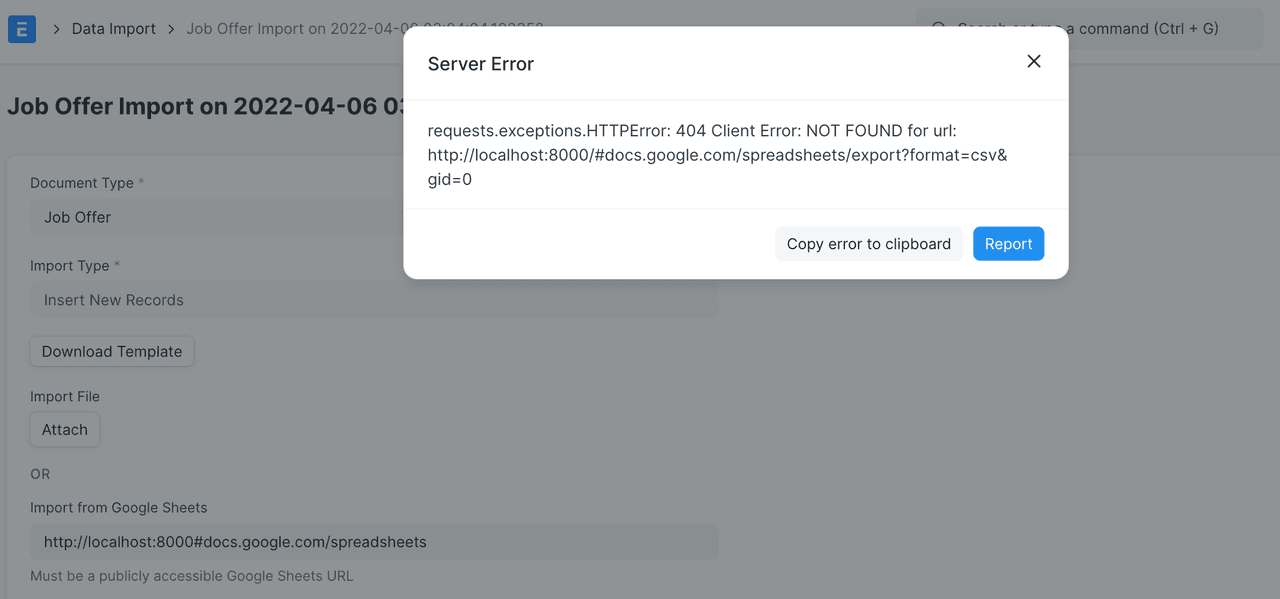 E > Data Import > Job Offer Import on 2022-04-0
Search or type a command (Ctrl + G)
Server Error
Job Offer Import on 2022-04-06 03
requests.exceptions.HTTPError: 404 Client Error: NOT FOUND for url:
http://localhost:8000/#docs.google.com/spreadsheets/export?format=csv&
gid=0
Copy error to clipboard
Report
Document Type *
Job Offer
Import Type *
Insert New Records
Download Template
Import File
Attach
OR
Import from Google Sheets
http://localhost:8000#docs.google.com/spreadsheets
Must be a publicly accessible Google Sheets URL